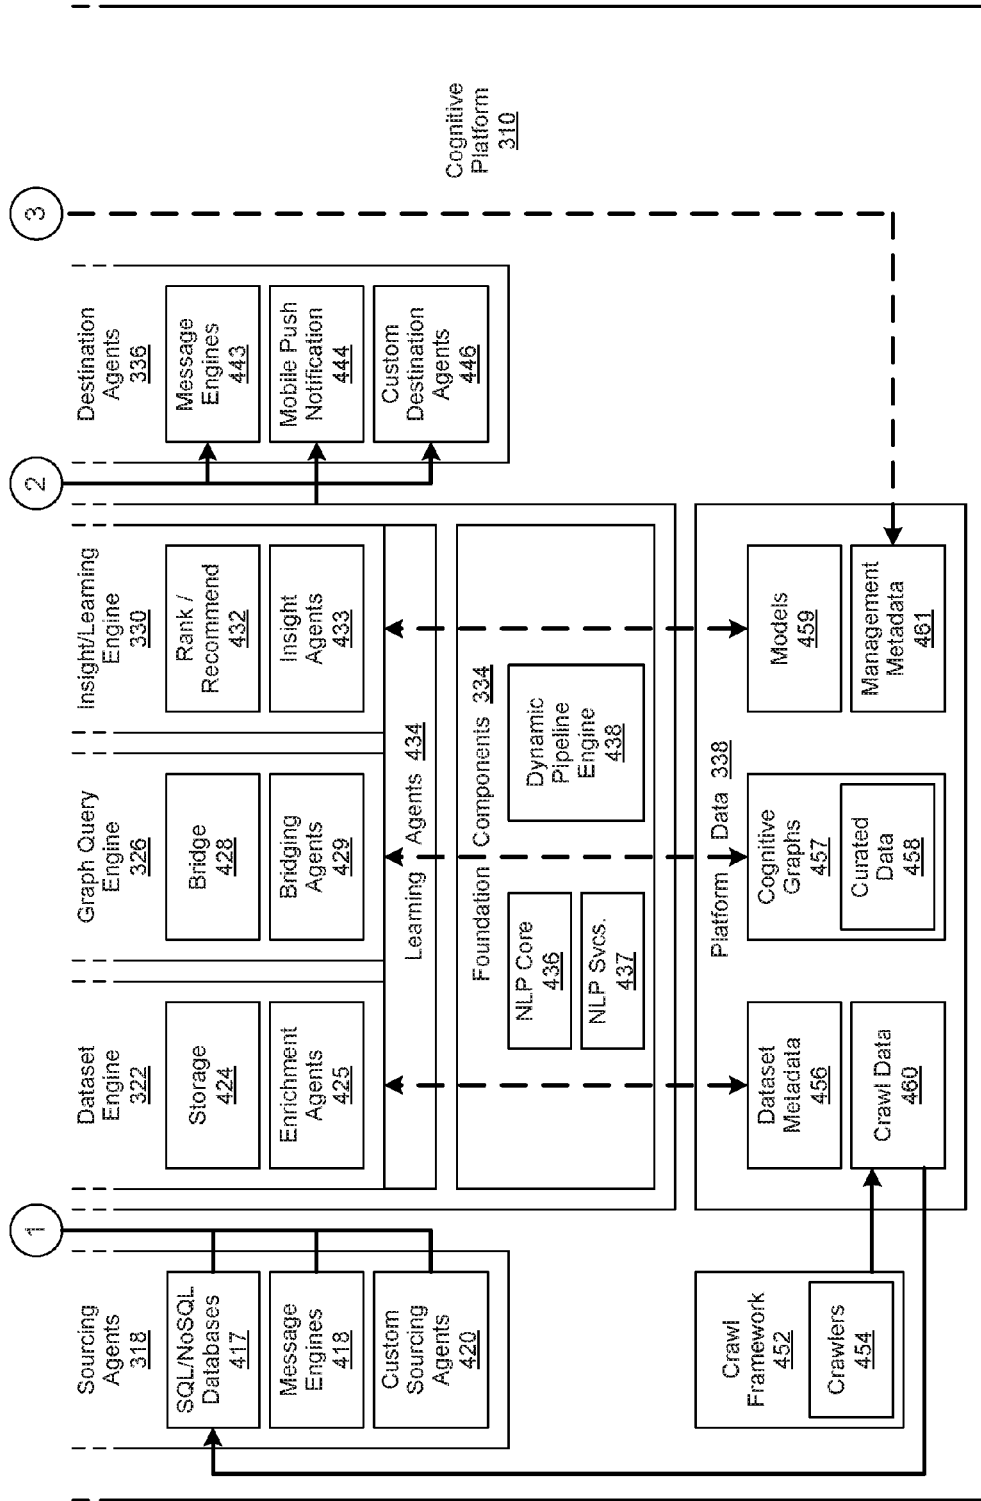 1
2
3
Cognitive
Platform
310
Sourcing
Agents
318
SQL/NoSQL
Databases
417
Message
Engines
418
Custom
Sourcing
Agents
420
Dataset
Engine
322
Storage
424
Enrichment
Agents
425
Graph Query
Engine
326
Bridge
428
Bridging
Agents
429
Insight/Learning
Engine
330
Rank /
Recommend
432
Insight
Agents
433
Learning Agents 434
Destination
Agents
336
Message
Engines
443
Mobile Push
Notification
444
Custom
Destination
Agents
446
Foundation Components 334
NLP Core
436
NLP Svcs.
437
Dynamic
Pipeline
Engine
438
Crawl
Framework
452
Crawlers
454
Platform Data 338
Dataset
Metadata
456
Crawl Data
460
Cognitive
Graphs
457
Curated
Data
458
Models
459
Management
Metadata
461